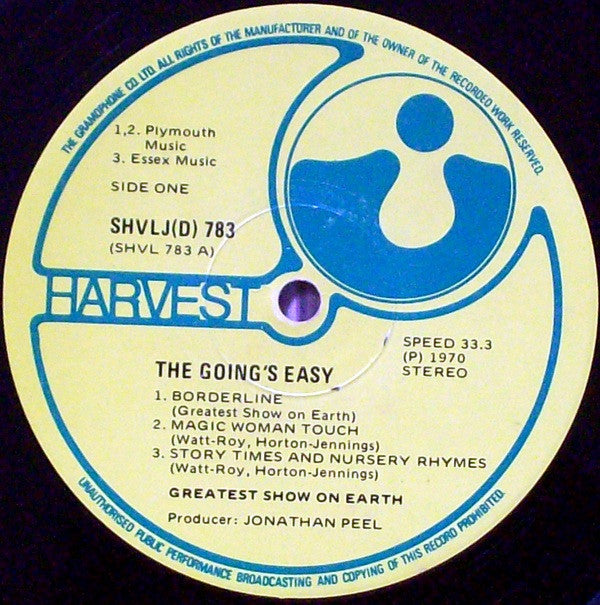 THE GRAMOPHONE CO. LTD. ALL RIGHTS OF THE MANUFACTURER AND OF THE OWNER OF THE RECORDED WORK RESERVED.
1,2. Plymouth
Music
3. Essex Music
SIDE ONE
SHVLJ(D) 783
(SHVL 783 A)
HARVEST
SPEED 33.3
(P) 1970
STEREO
THE GOING'S EASY
1. BORDERLINE
(Greatest Show on Earth)
2. MAGIC WOMAN TOUCH
(Watt-Roy, Horton-Jennings)
3. STORY TIMES AND NURSERY RHYMES
(Watt-Roy, Horton-Jennings)
GREATEST SHOW ON EARTH
Producer: JONATHAN PEEL
UNAUTHORISED PUBLIC PERFORMANCE BROADCASTING AND COPYING OF THIS RECORD PROHIBITED.